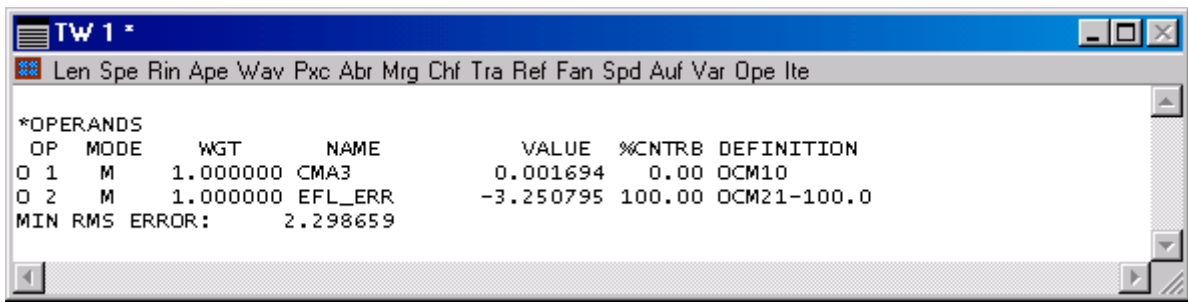 TW 1 *
Len Spe Rin Ape Wav Pxc Abr Mrg Chf Tra Ref Fan Spd Auf Var Ope Ite
*OPERANDS
OP MODE WGT NAME VALUE %CNTRB DEFINITION
O 1 M 1.000000 CMA3 0.001694 0.00 OCM10
O 2 M 1.000000 EFL_ERR -3.250795 100.00 OCM21-100.0
MIN RMS ERROR: 2.298659